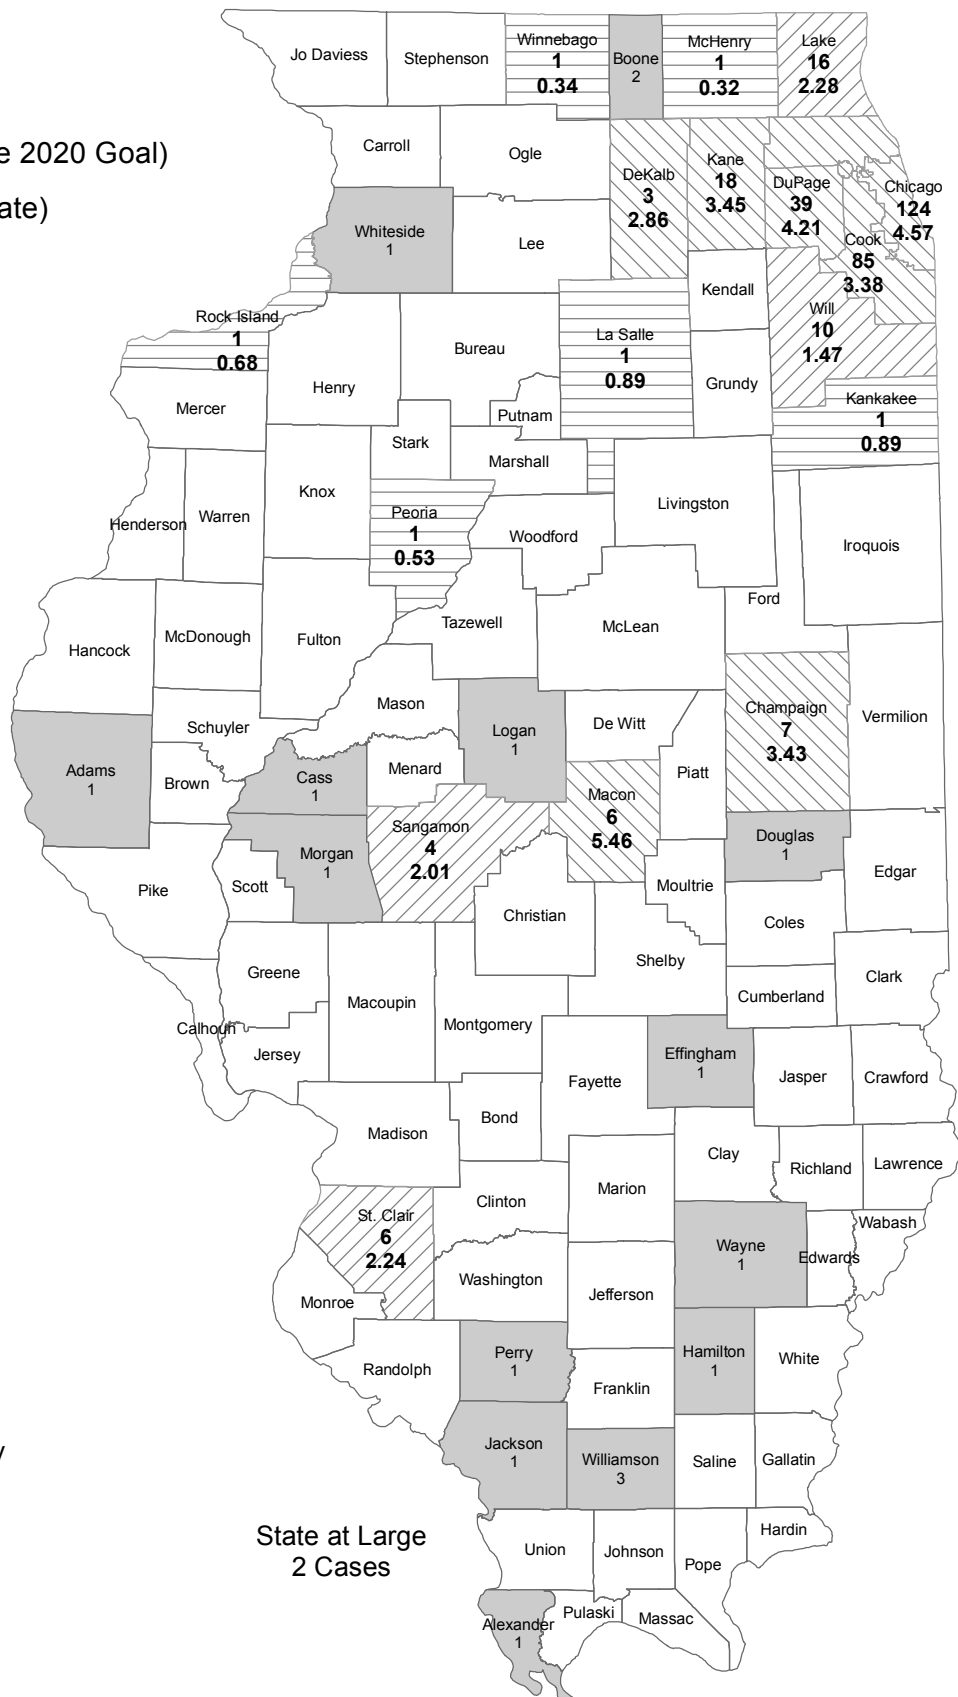 Jo Daviess
Stephenson
Winnebago
1
0.34
Boone
2
McHenry
1
0.32
Lake
16
2.28
e 2020 Goal)
ate)
Carroll
Ogle
DeKalb
3
2.86
Kane
18
3.45
DuPage
39
4.21
Chicago
124
4.57
Cook
85
3.38
Whiteside
1
Lee
Kendall
Will
10
1.47
Rock Island
1
0.68
Bureau
La Salle
1
0.89
Grundy
Kankakee
1
0.89
Henry
Mercer
Putnam
Stark
Marshall
Knox
Peoria
1
0.53
Henderson
Warren
Woodford
Livingston
Iroquois
Ford
Hancock
McDonough
Fulton
Tazewell
McLean
Mason
Schuyler
Logan
1
De Witt
Champaign
7
3.43
Vermilion
Adams
1
Brown
Cass
1
Menard
Piatt
Macon
6
5.46
Sangamon
4
2.01
Morgan
1
Douglas
1
Edgar
Pike
Scott
Christian
Moultrie
Coles
Shelby
Greene
Macoupin
Cumberland
Clark
Calhoun
Jersey
Montgomery
Effingham
1
Fayette
Jasper
Crawford
Bond
Madison
Clay
Richland
Lawrence
Marion
Clinton
St. Clair
6
2.24
Wabash
Wayne
1
Edwards
Washington
Jefferson
Monroe
Randolph
Perry
1
Hamilton
1
White
Franklin
Jackson
1
Williamson
3
Saline
Gallatin
y
State at Large
2 Cases
Union
Johnson
Pope
Hardin
Alexander
1
Pulaski
Massac